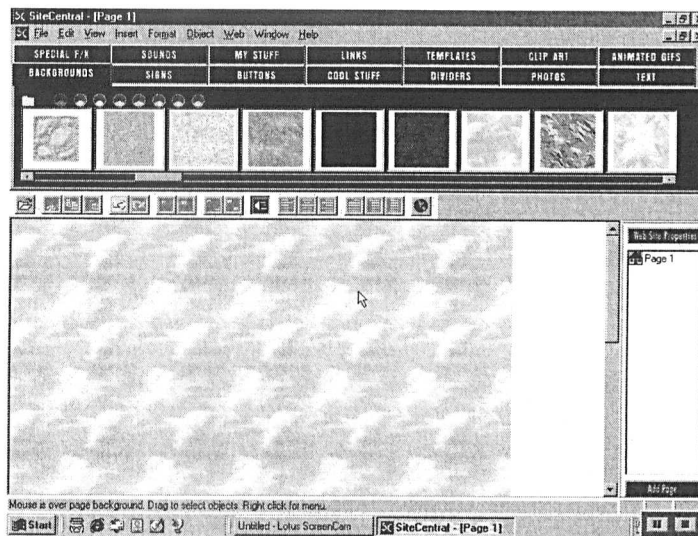 SiteCentral - [Page 1]
File Edit View Insert Format Object Web Window Help
SPECIAL F/X SOUNDS MY STUFF LINKS TEMPLATES CLIP ART ANIMATED GIFS
BACKGROUNDS SIGNS BUTTONS COOL STUFF DIVIDERS PHOTOS TEXT
Web Site Properties
Page 1
Add Page
Mouse is over page background. Drag to select objects. Right click for menu.
Start Untitled - Lotus ScreenCam SiteCentral - [Page 1]